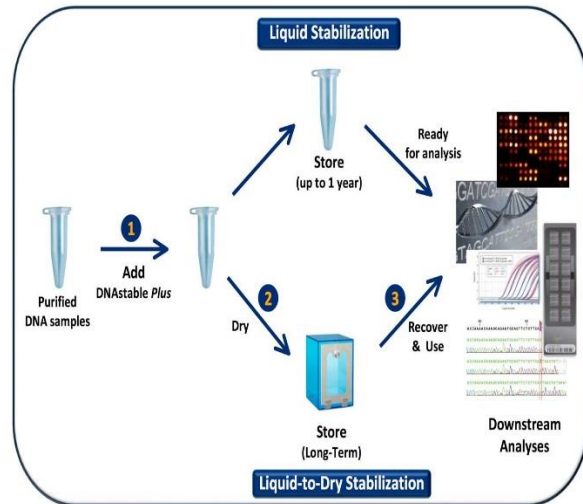 Liquid Stabilization
Store
(up to 1 year)
Ready
for analysis
1
Add
DNAstable Plus
Purified
DNA samples
2
Dry
3
Recover
& Use
Store
(Long-Term)
Downstream
Analyses
Liquid-to-Dry Stabilization